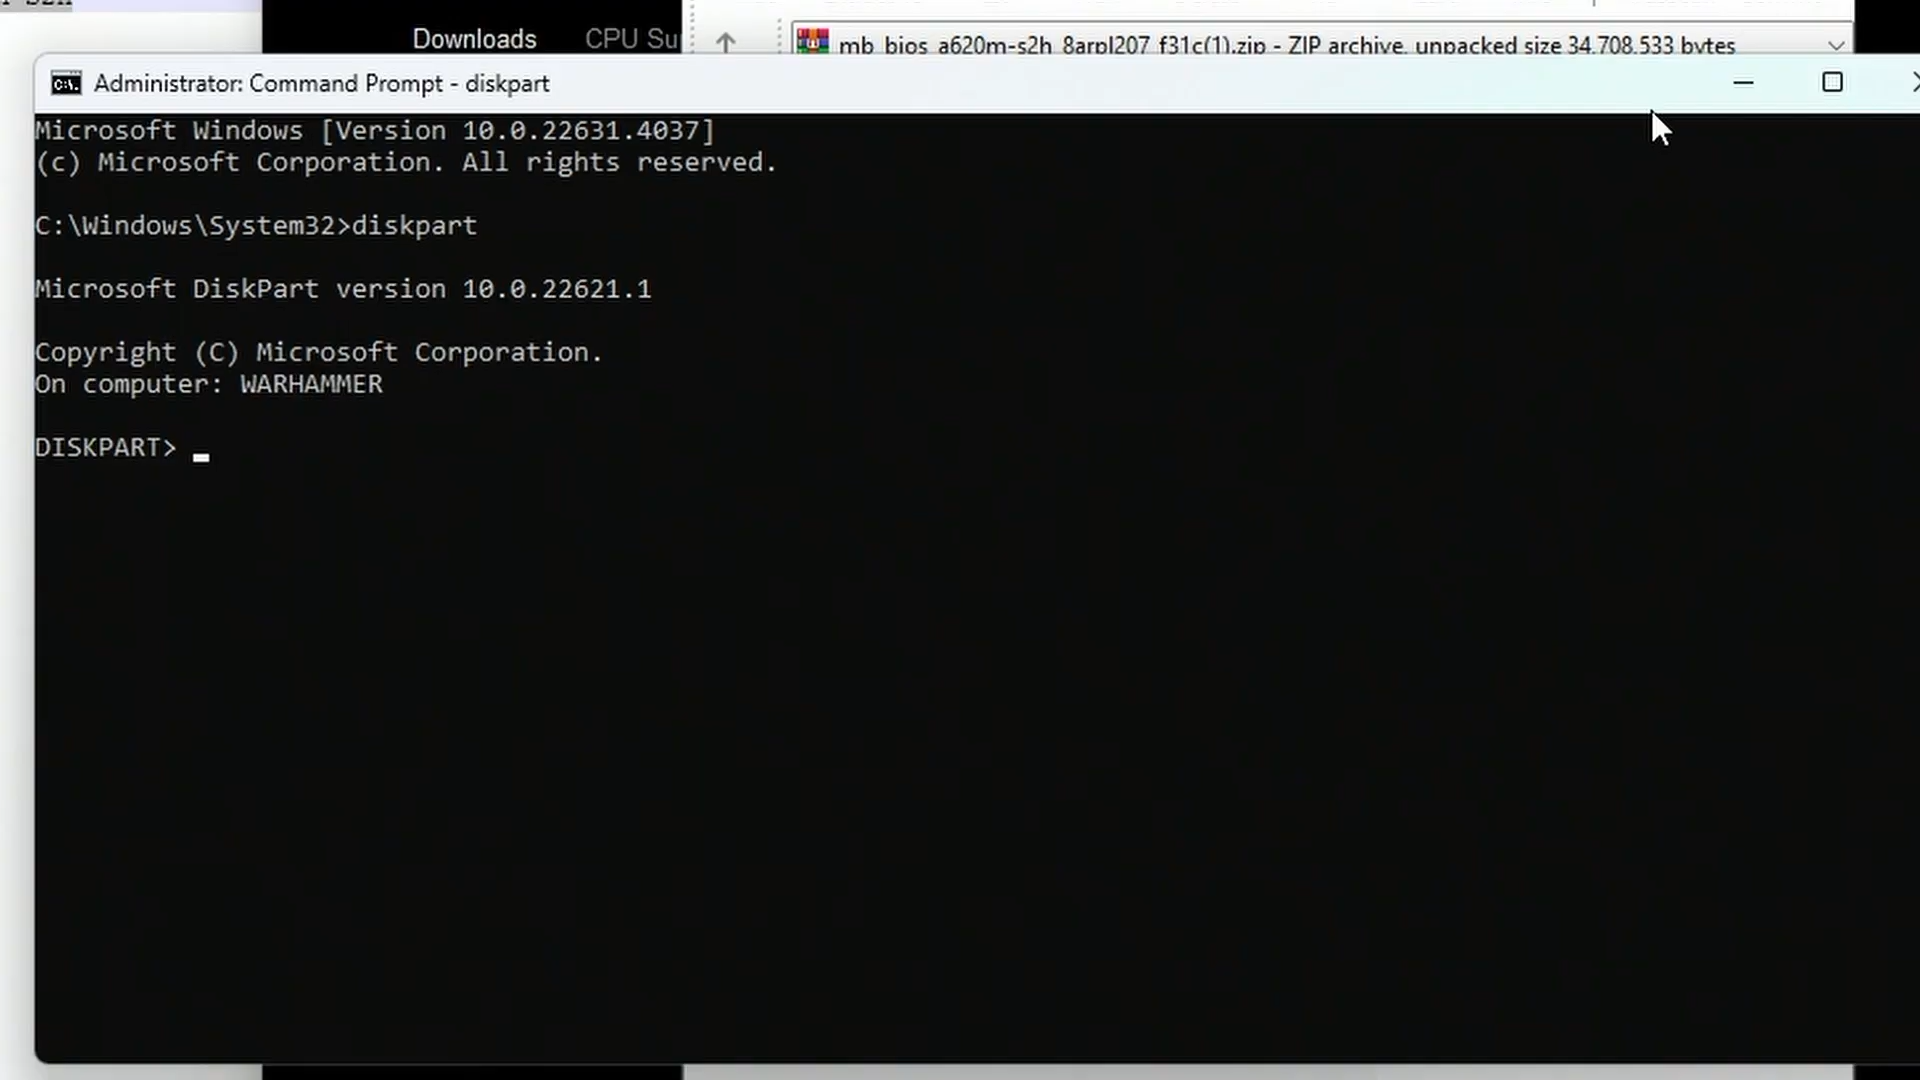 Downloads
CPU Su
mb_bios_a620m-s2h_8arpl207_f31c(1).zip - ZIP archive, unpacked size 34,708,533 bytes
Administrator: Command Prompt - diskpart
Microsoft Windows [Version 10.0.22631.4037]
(c) Microsoft Corporation. All rights reserved.
C:\Windows\System32>diskpart
Microsoft DiskPart version 10.0.22621.1
Copyright (C) Microsoft Corporation.
On computer: WARHAMMER
DISKPART>